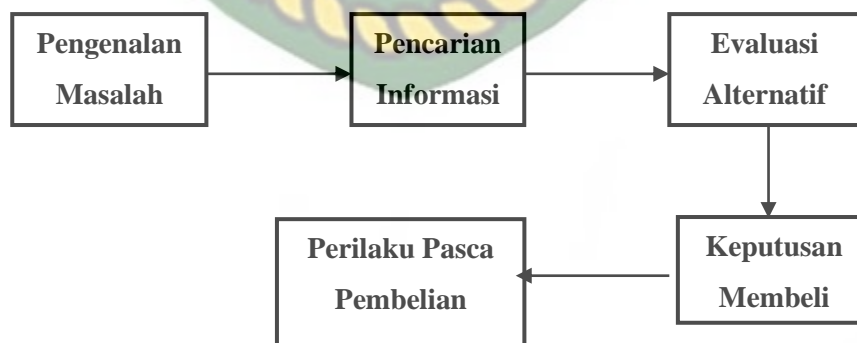 Pengenalan
Masalah
Pencarian
Informasi
Evaluasi
Alternatif
Keputusan
Membeli
Perilaku Pasca
Pembelian